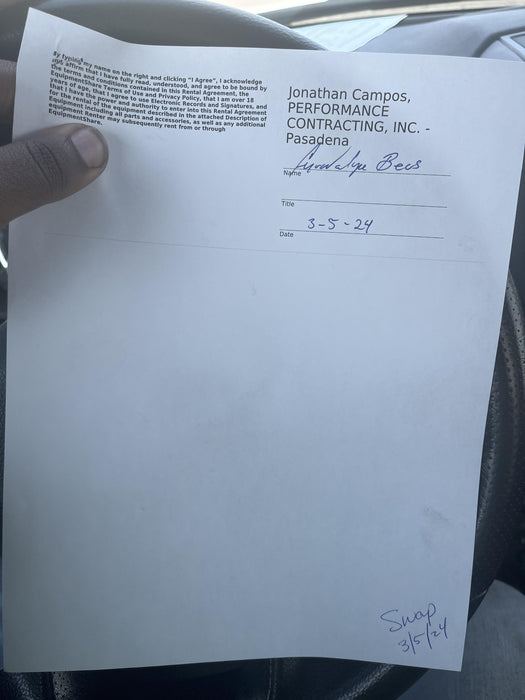 By typing my name on the right and clicking "I Agree", I acknowledge
and affirm that I have fully read, understood, and agree to be bound by
the terms and conditions contained in this Rental Agreement, the
EquipmentShare Terms of Use and Privacy Policy, that I am over 18
years of age, that I agree to use Electronic Records and Signatures, and
that I have the power and authority to enter into this Rental Agreement
for the rental of the equipment described in the attached Description of
Equipment including all parts and accessories, as well as any additional
equipment Renter may subsequently rent from or through
EquipmentShare.
Jonathan Campos,
PERFORMANCE
CONTRACTING, INC. -
Pasadena
Name
Title
3-5-24
Date
Swap
3/5/24